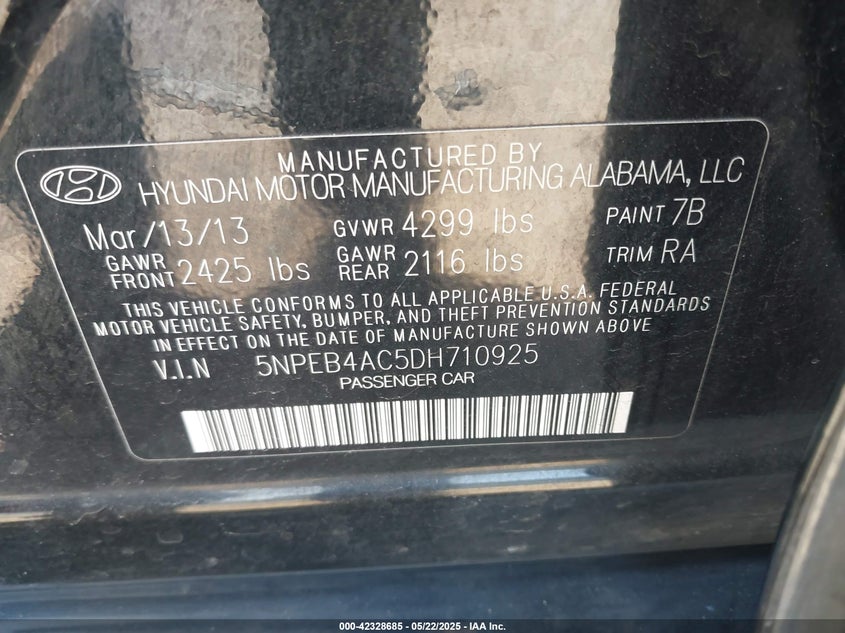 MANUFACTURED BY
HYUNDAI MOTOR MANUFACTURING ALABAMA, LLC
Mar/13/13 GVWR 4299 lbs PAINT 7B
GAWR FRONT 2425 lbs GAWR REAR 2116 lbs TRIM RA
THIS VEHICLE CONFORMS TO ALL APPLICABLE U.S.A. FEDERAL
MOTOR VEHICLE SAFETY, BUMPER, AND THEFT PREVENTION STANDARDS
IN EFFECT ON THE DATE OF MANUFACTURE SHOWN ABOVE
V.I.N 5NPEB4AC5DH710925
PASSENGER CAR
000-42328685 - 05/22/2025 - IAA Inc.